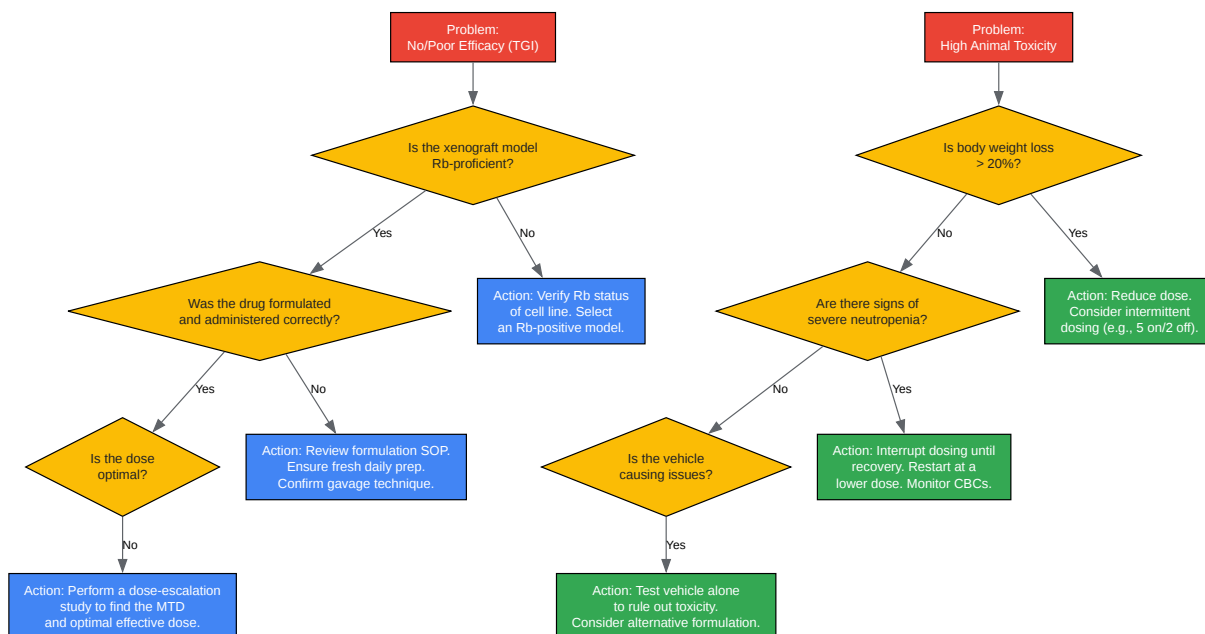 Problem:
No/Poor Efficacy (TGI)
Problem:
High Animal Toxicity
Is the xenograft model
Rb-proficient?
Is body weight loss
> 20%?
Yes
No
No
Yes
Was the drug formulated
and administered correctly?
Action: Verify Rb status
of cell line. Select
an Rb-positive model.
Are there signs of
severe neutropenia?
Action: Reduce dose.
Consider intermittent
dosing (e.g., 5 on/2 off).
Yes
No
No
Yes
Is the dose
optimal?
Action: Review formulation SOP.
Ensure fresh daily prep.
Confirm gavage technique.
Is the vehicle
causing issues?
Action: Interrupt dosing until
recovery. Restart at a
lower dose. Monitor CBCs.
No
Yes
Action: Perform a dose-escalation
study to find the MTD
and optimal effective dose.
Action: Test vehicle alone
to rule out toxicity.
Consider alternative formulation.